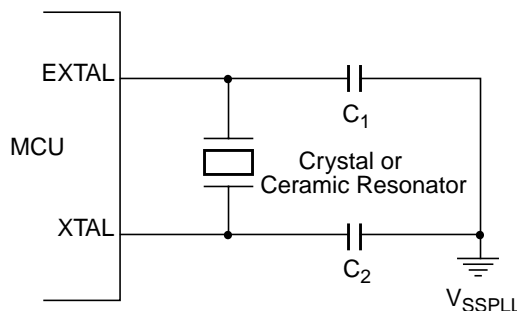 EXTAL
C1
MCU
Crystal or
Ceramic Resonator
XTAL
C2
VSSPLL